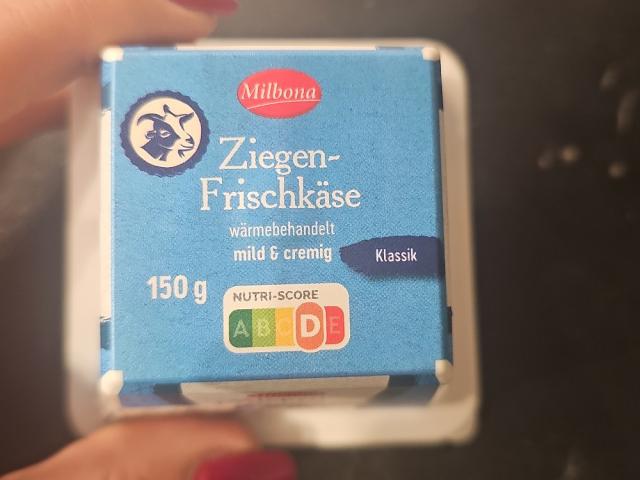 Milbona
Ziegen-
Frischkäse
wärmebehandelt
mild & cremig
Klassik
150 g
NUTRI-SCORE
A B C D E